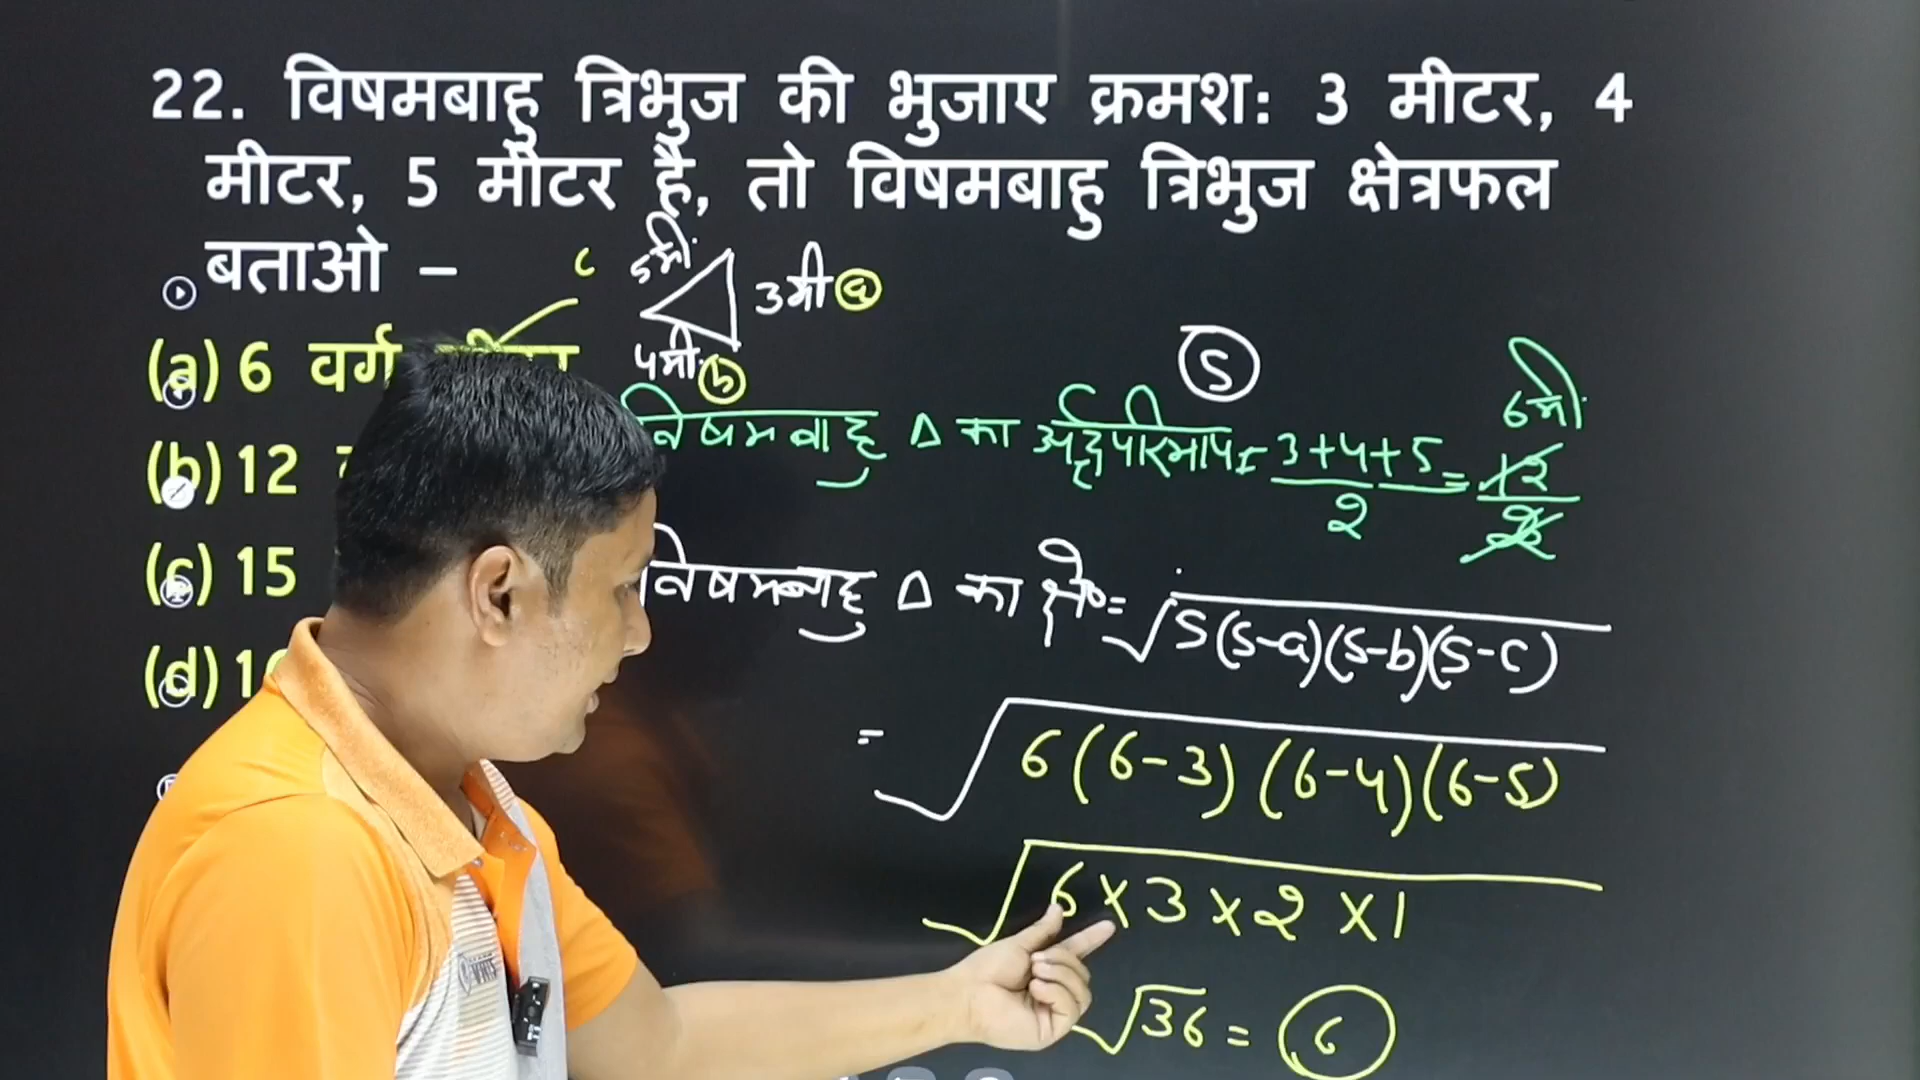 22. विषमबाहु त्रिभुज की भुजाए क्रमशः 3 मीटर, 4
मीटर, 5 मीटर है, तो विषमबाहु त्रिभुज क्षेत्रफल
बताओ –
c
5मी.
3मी a
4मी. b
(a) 6 वर्ग
(b) 12
(c) 15
(d)
S
विषमबाहु Δ का अर्द्धपरिमाप = 3+4+5/2 = 12/2 6मी.
विषमबाहु Δ का क्षे० = √S(S-a)(S-b)(S-c)
= √6(6-3)(6-4)(6-5)
√6×3×2×1
√36 = 6